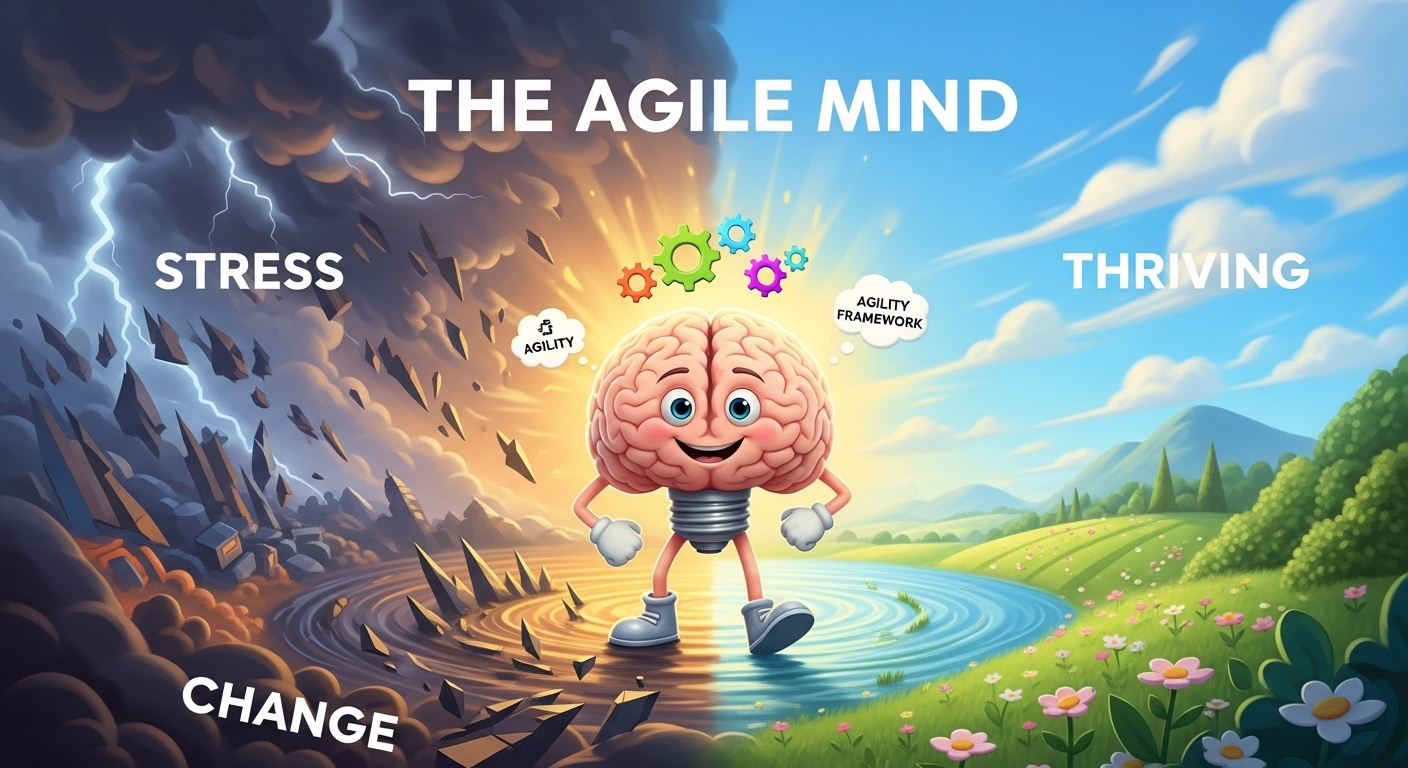 THE AGILE MIND
STRESS
THRIVING
AGILITY
AGILITY
FRAMEWORK
CHANGE